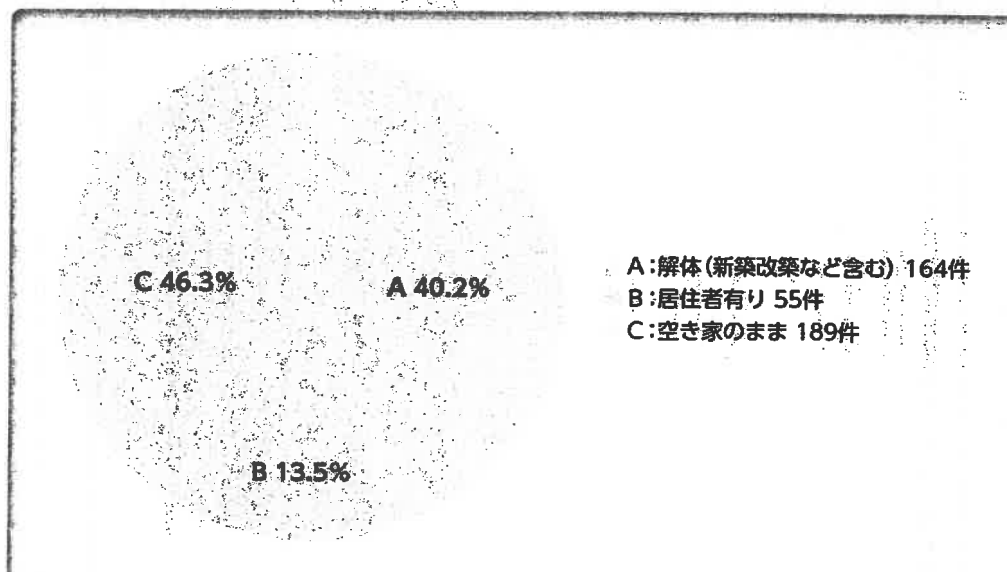 C 46.3%
A 40.2%
B 13.5%
A:解体(新築改築など含む) 164件
B:居住者有り 55件
C:空き家のまま 189件